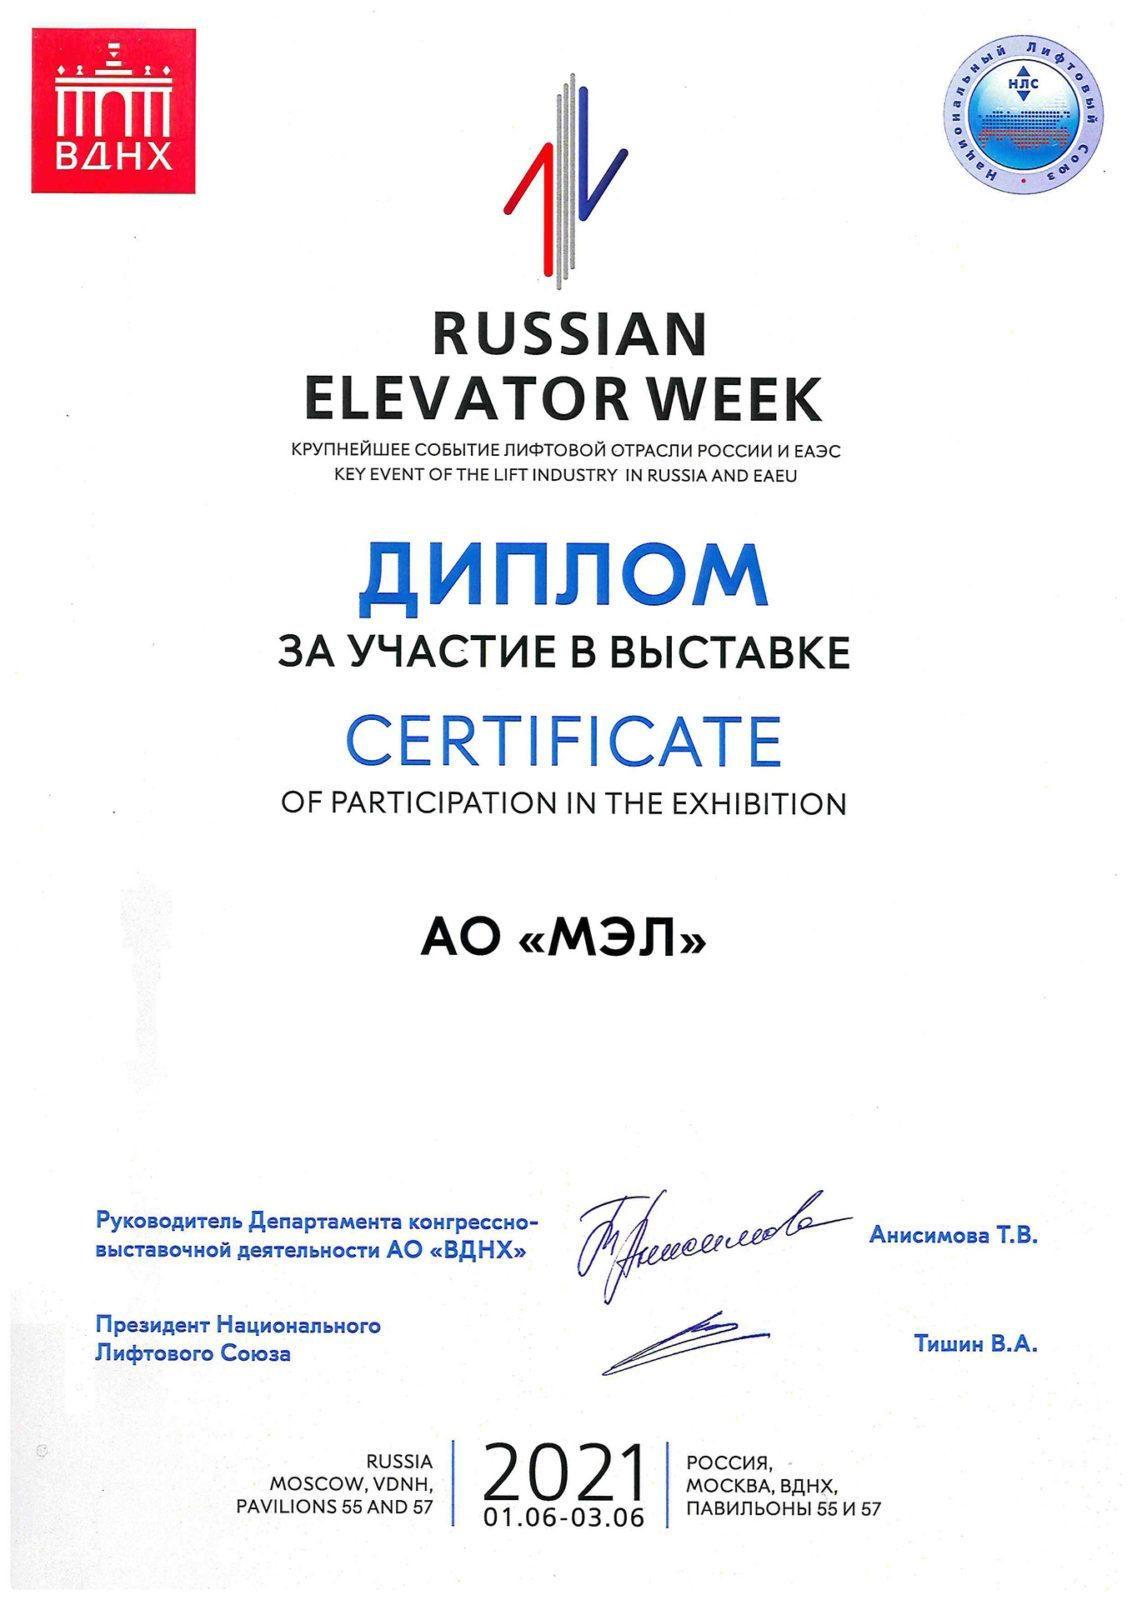 ВДНХ
Национальный Лифтовый Союз
НЛС
RUSSIAN
ELEVATOR WEEK
КРУПНЕЙШЕЕ СОБЫТИЕ ЛИФТОВОЙ ОТРАСЛИ РОССИИ И ЕАЭС
KEY EVENT OF THE LIFT INDUSTRY IN RUSSIA AND EAEU
ДИПЛОМ
ЗА УЧАСТИЕ В ВЫСТАВКЕ
CERTIFICATE
OF PARTICIPATION IN THE EXHIBITION
АО «МЭЛ»
Руководитель Департамента конгрессно-
выставочной деятельности АО «ВДНХ»
Анисимова Т.В.
Президент Национального
Лифтового Союза
Тишин В.А.
RUSSIA
MOSCOW, VDNH,
PAVILIONS 55 AND 57
2021
01.06-03.06
РОССИЯ,
МОСКВА, ВДНХ,
ПАВИЛЬОНЫ 55 И 57